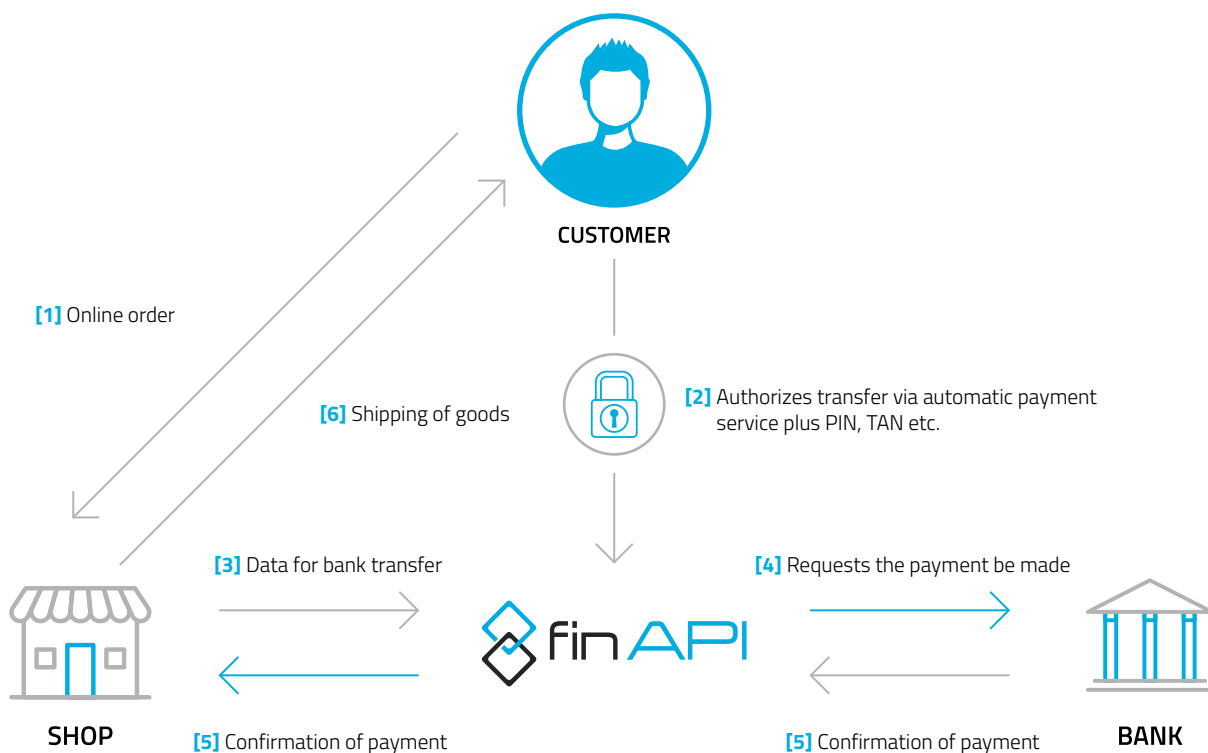 CUSTOMER
[1] Online order
[6] Shipping of goods
[2] Authorizes transfer via automatic payment
service plus PIN, TAN etc.
[3] Data for bank transfer
[4] Requests the payment be made
fin API
SHOP
[5] Confirmation of payment
[5] Confirmation of payment
BANK